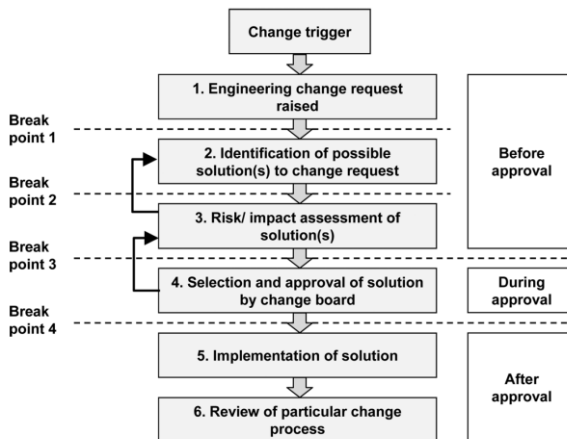 Change trigger
1. Engineering change request
raised
Break
point 1
2. Identification of possible
solution(s) to change request
Before
approval
Break
point 2
3. Risk/ impact assessment of
solution(s)
Break
point 3
4. Selection and approval of solution
by change board
During
approval
Break
point 4
5. Implementation of solution
After
approval
6. Review of particular change
process